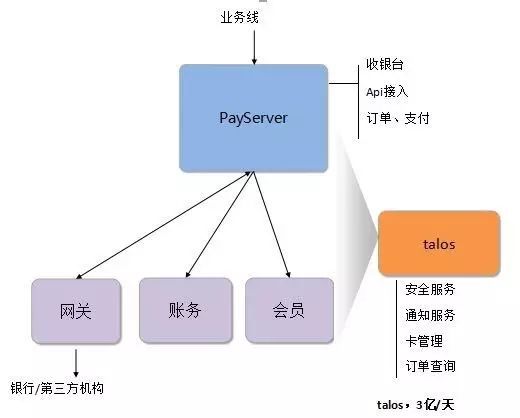 业务线
PayServer
收银台
Api接入
订单、支付
talos
网关
账务
会员
安全服务
通知服务
卡管理
订单查询
银行/第三方机构
talos，3亿/天